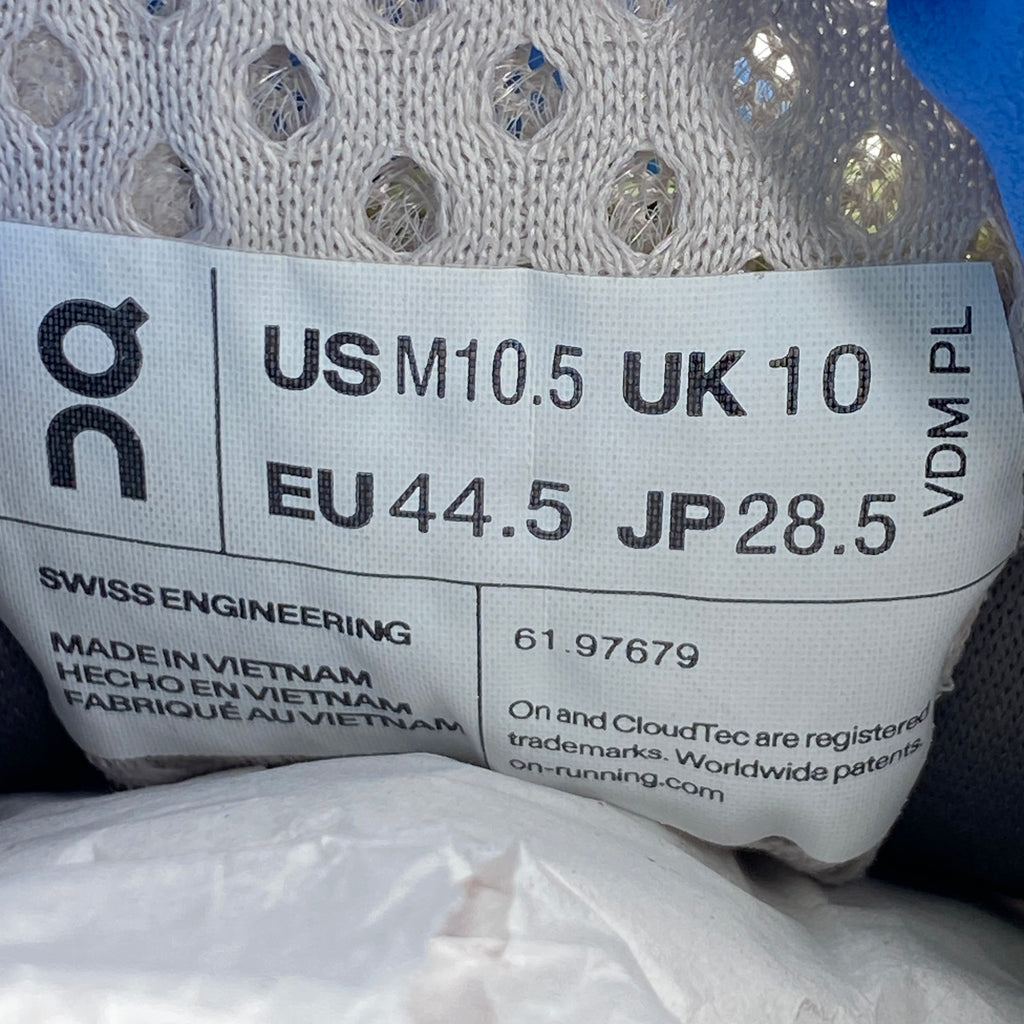 On
US M10.5 UK 10
EU 44.5 JP 28.5
VDM PL
SWISS ENGINEERING
MADE IN VIETNAM
HECHO EN VIETNAM
FABRIQUÉ AU VIETNAM
61.97679
On and CloudTec are registered
trademarks. Worldwide patents.
on-running.com